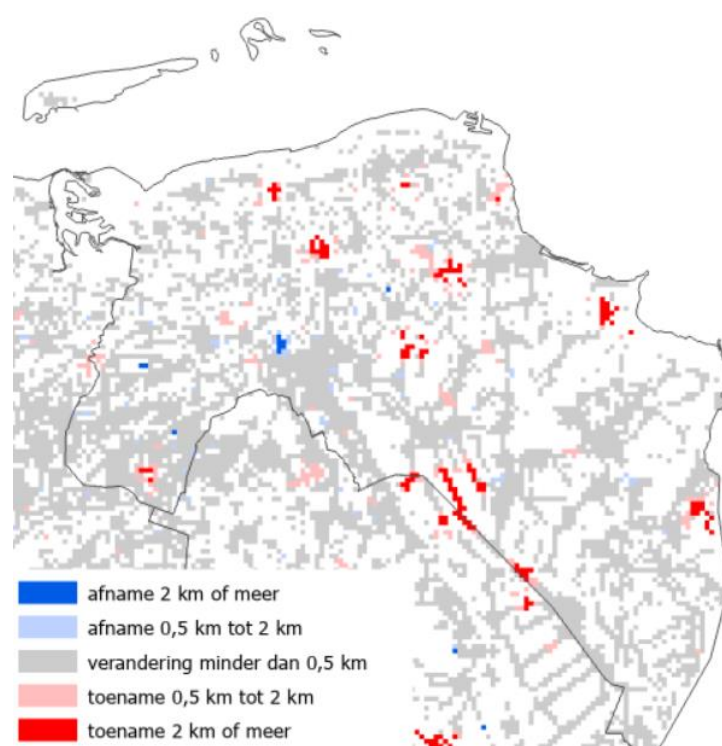 afname 2 km of meer
afname 0,5 km tot 2 km
verandering minder dan 0,5 km
toename 0,5 km tot 2 km
toename 2 km of meer